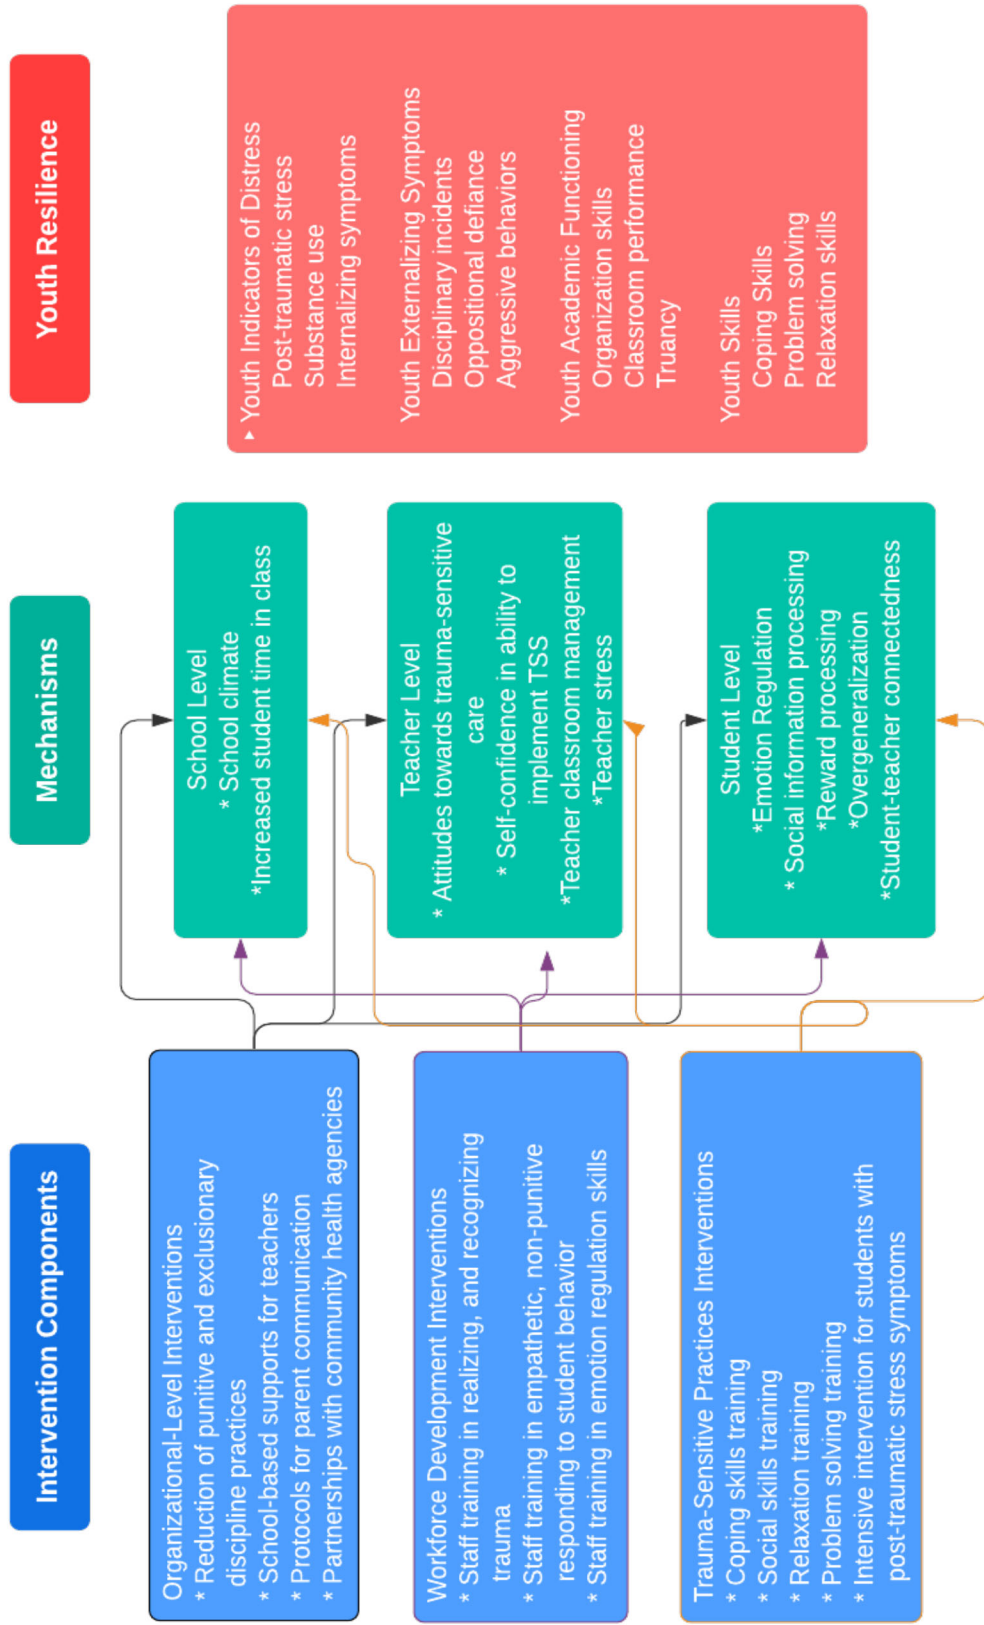 Intervention Components
Organizational-Level Interventions
* Reduction of punitive and exclusionary
discipline practices
* School-based supports for teachers
* Protocols for parent communication
* Partnerships with community health agencies
Workforce Development Interventions
* Staff training in realizing, and recognizing
trauma
* Staff training in empathetic, non-punitive
responding to student behavior
* Staff training in emotion regulation skills
Trauma-Sensitive Practices Interventions
* Coping skills training
* Social skills training
* Relaxation training
* Problem solving training
* Intensive intervention for students with
post-traumatic stress symptoms
Mechanisms
School Level
* School climate
*Increased student time in class
Teacher Level
* Attitudes towards trauma-sensitive
care
* Self-confidence in ability to
implement TSS
*Teacher classroom management
*Teacher stress
Student Level
*Emotion Regulation
* Social information processing
*Reward processing
*Overgeneralization
*Student-teacher connectedness
Youth Resilience
Youth Indicators of Distress
Post-traumatic stress
Substance use
Internalizing symptoms
Youth Externalizing Symptoms
Disciplinary incidents
Oppositional defiance
Aggressive behaviors
Youth Academic Functioning
Organization skills
Classroom performance
Truancy
Youth Skills
Coping Skills
Problem solving
Relaxation skills